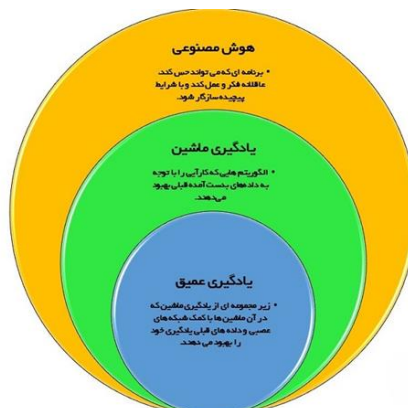 هوش مصنوعی
• برنامه ای که می تواند حس کند،
عاقلانه فکر و عمل کند و با شرایط
پیچیده سازگار شود.
یادگیری ماشین
• الگوریتم هایی که کارآیی را با توجه
به داده‌های بدست آمده قبلی بهبود
می‌دهند.
یادگیری عمیق
• زیر مجموعه ای از یادگیری ماشین که
در آن ماشین ها با کمک شبکه های
عصبی و داده های قبلی یادگیری خود
را بهبود می دهند.